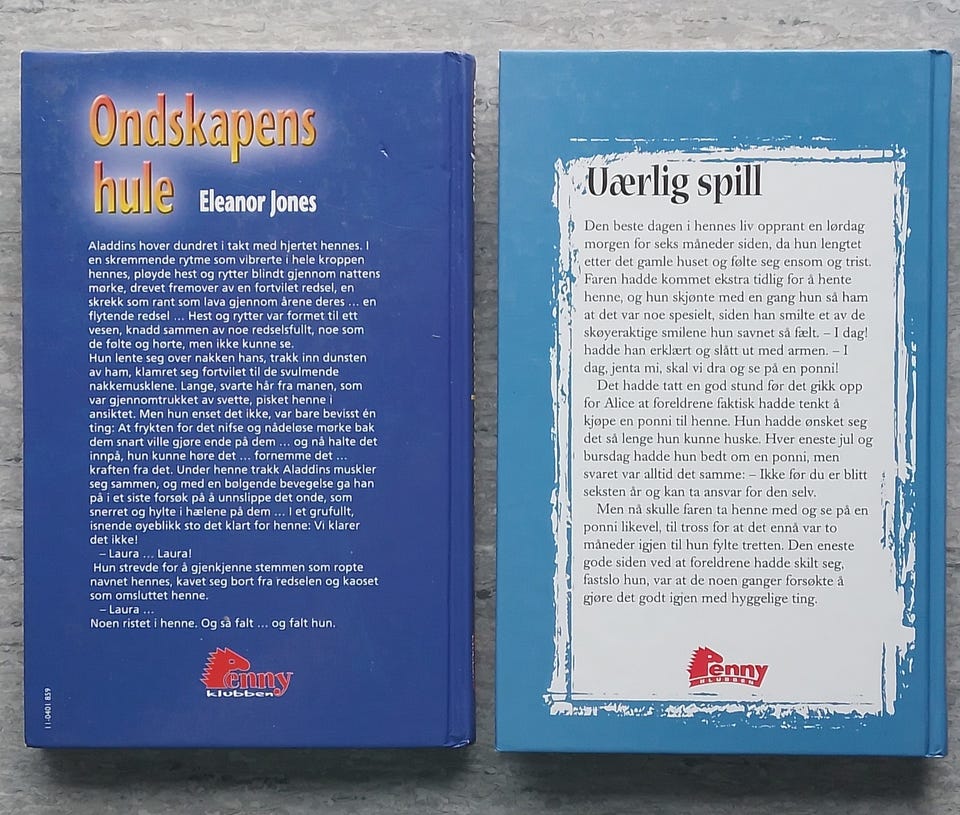 Ondskapens
hule Eleanor Jones
Aladdins hover dundret i takt med hjertet hennes. I
en skremmende rytme som vibrerte i hele kroppen
hennes, pløyde hest og rytter blindt gjennom nattens
mørke, drevet fremover av en fortvilet redsel, en
skrekk som rant som lava gjennom årene deres ... en
flytende redsel ... Hest og rytter var formet til ett
vesen, knadd sammen av noe redselsfullt, noe som
de følte og hørte, men ikke kunne se.
Hun lente seg over nakken hans, trakk inn dunsten
av ham, klamret seg fortvilet til de svulmende
nakkemusklene. Lange, svarte hår fra manen, som
var gjennomtrukket av svette, pisket henne i
ansiktet. Men hun enset det ikke, var bare bevisst én
ting: At frykten for det nifse og nådeløse mørke bak
dem snart ville gjøre ende på dem ... og nå halte det
innpå, hun kunne høre det ... fornemme det ...
kraften fra det. Under henne trakk Aladdins muskler
seg sammen, og med en bølgende bevegelse ga han
på i et siste forsøk på å unnslippe det onde, som
snerret og hylte i hælene på dem ... I et grufullt,
isnende øyeblikk sto det klart for henne: Vi klarer
det ikke!
– Laura ... Laura!
Hun strevde for å gjenkjenne stemmen som ropte
navnet hennes, kavet seg bort fra redselen og kaoset
som omsluttet henne.
– Laura ...
Noen ristet i henne. Og så falt ... og falt hun.
Penny
klubben
11-0401 859
Uærlig spill
Den beste dagen i hennes liv opprant en lørdag
morgen for seks måneder siden, da hun lengtet
etter det gamle huset og følte seg ensom og trist.
Faren hadde kommet ekstra tidlig for å hente
henne, og hun skjønte med en gang hun så ham
at det var noe spesielt, siden han smilte et av de
skøyeraktige smilene hun savnet så fælt. – I dag!
hadde han erklært og slått ut med armen. – I
dag, jenta mi, skal vi dra og se på en ponni!
Det hadde tatt en god stund før det gikk opp
for Alice at foreldrene faktisk hadde tenkt å
kjøpe en ponni til henne. Hun hadde ønsket seg
det så lenge hun kunne huske. Hver eneste jul og
bursdag hadde hun bedt om en ponni, men
svaret var alltid det samme: – Ikke før du er blitt
seksten år og kan ta ansvar for den selv.
Men nå skulle faren ta henne med og se på en
ponni likevel, til tross for at det ennå var to
måneder igjen til hun fylte tretten. Den eneste
gode siden ved at foreldrene hadde skilt seg,
fastslo hun, var at de noen ganger forsøkte å
gjøre det godt igjen med hyggelige ting.
Penny
KLUBBEN